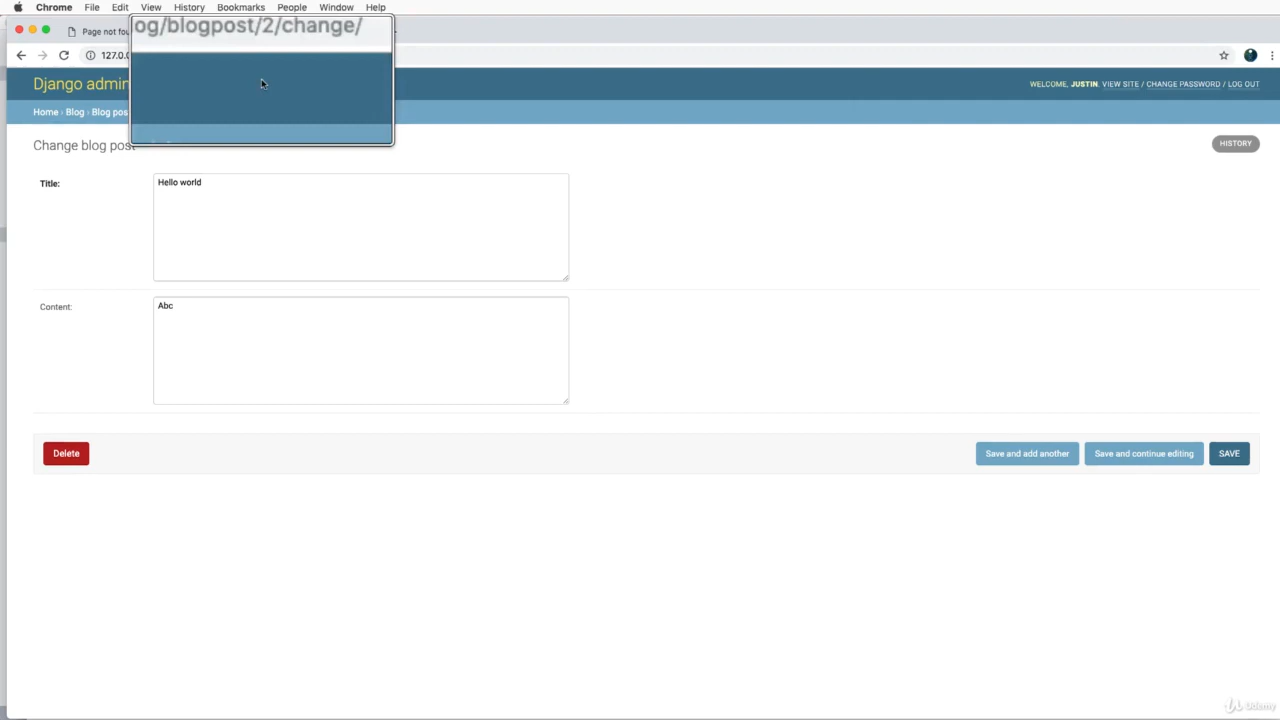 Chrome File Edit View History Bookmarks People Window Help
Page not fou
og/blogpost/2/change/
127.0.0
Django admin
WELCOME, JUSTIN. VIEW SITE / CHANGE PASSWORD / LOG OUT
Home › Blog › Blog pos
Change blog post
HISTORY
Title:
Hello world
Content:
Abc
Delete
Save and add another
Save and continue editing
SAVE
Udemy